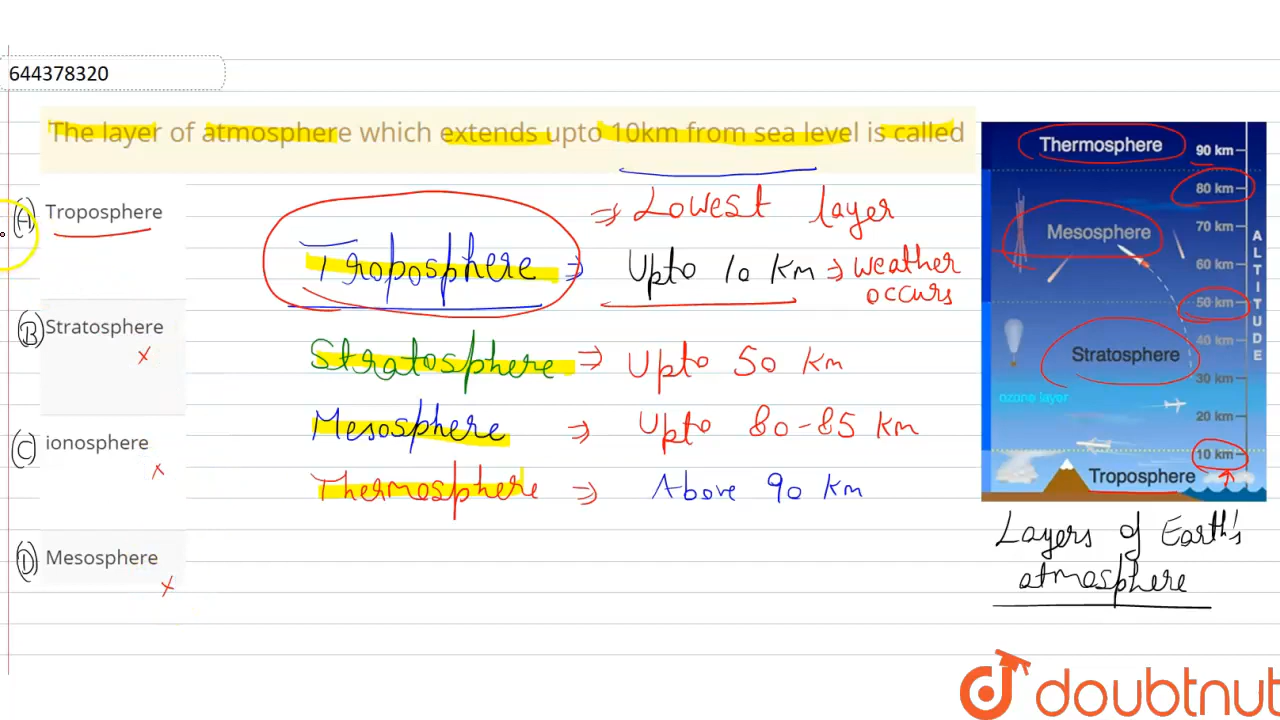 644378320
The layer of atmosphere which extends upto 10km from sea level is called
(A) Troposphere
(B) Stratosphere x
(C) ionosphere x
(D) Mesosphere x
⇒ Lowest layer
Troposphere ⇒ Upto 10 Km ⇒ weather occurs
Stratosphere ⇒ Upto 50 Km
Mesosphere ⇒ Upto 80-85 Km
Thermosphere ⇒ Above 90 Km
Thermosphere 90 km
80 km
70 km
Mesosphere
60 km
50 km
40 km
Stratosphere
30 km
ozone layer
20 km
10 km
Troposphere
ALTITUDE
Layers of Earth's
atmosphere
doubtnut